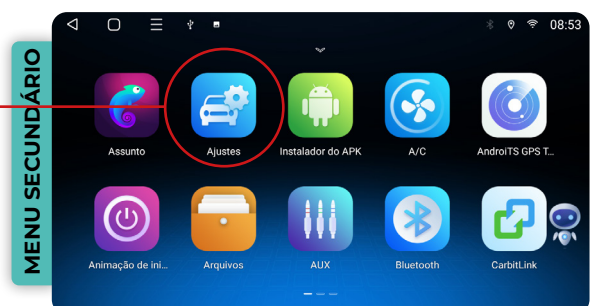 MENU SECUNDÁRIO
08:53
Assunto
Ajustes
Instalador do APK
A/C
AndroiTS GPS T...
Animação de ini...
Arquivos
AUX
Bluetooth
CarbitLink